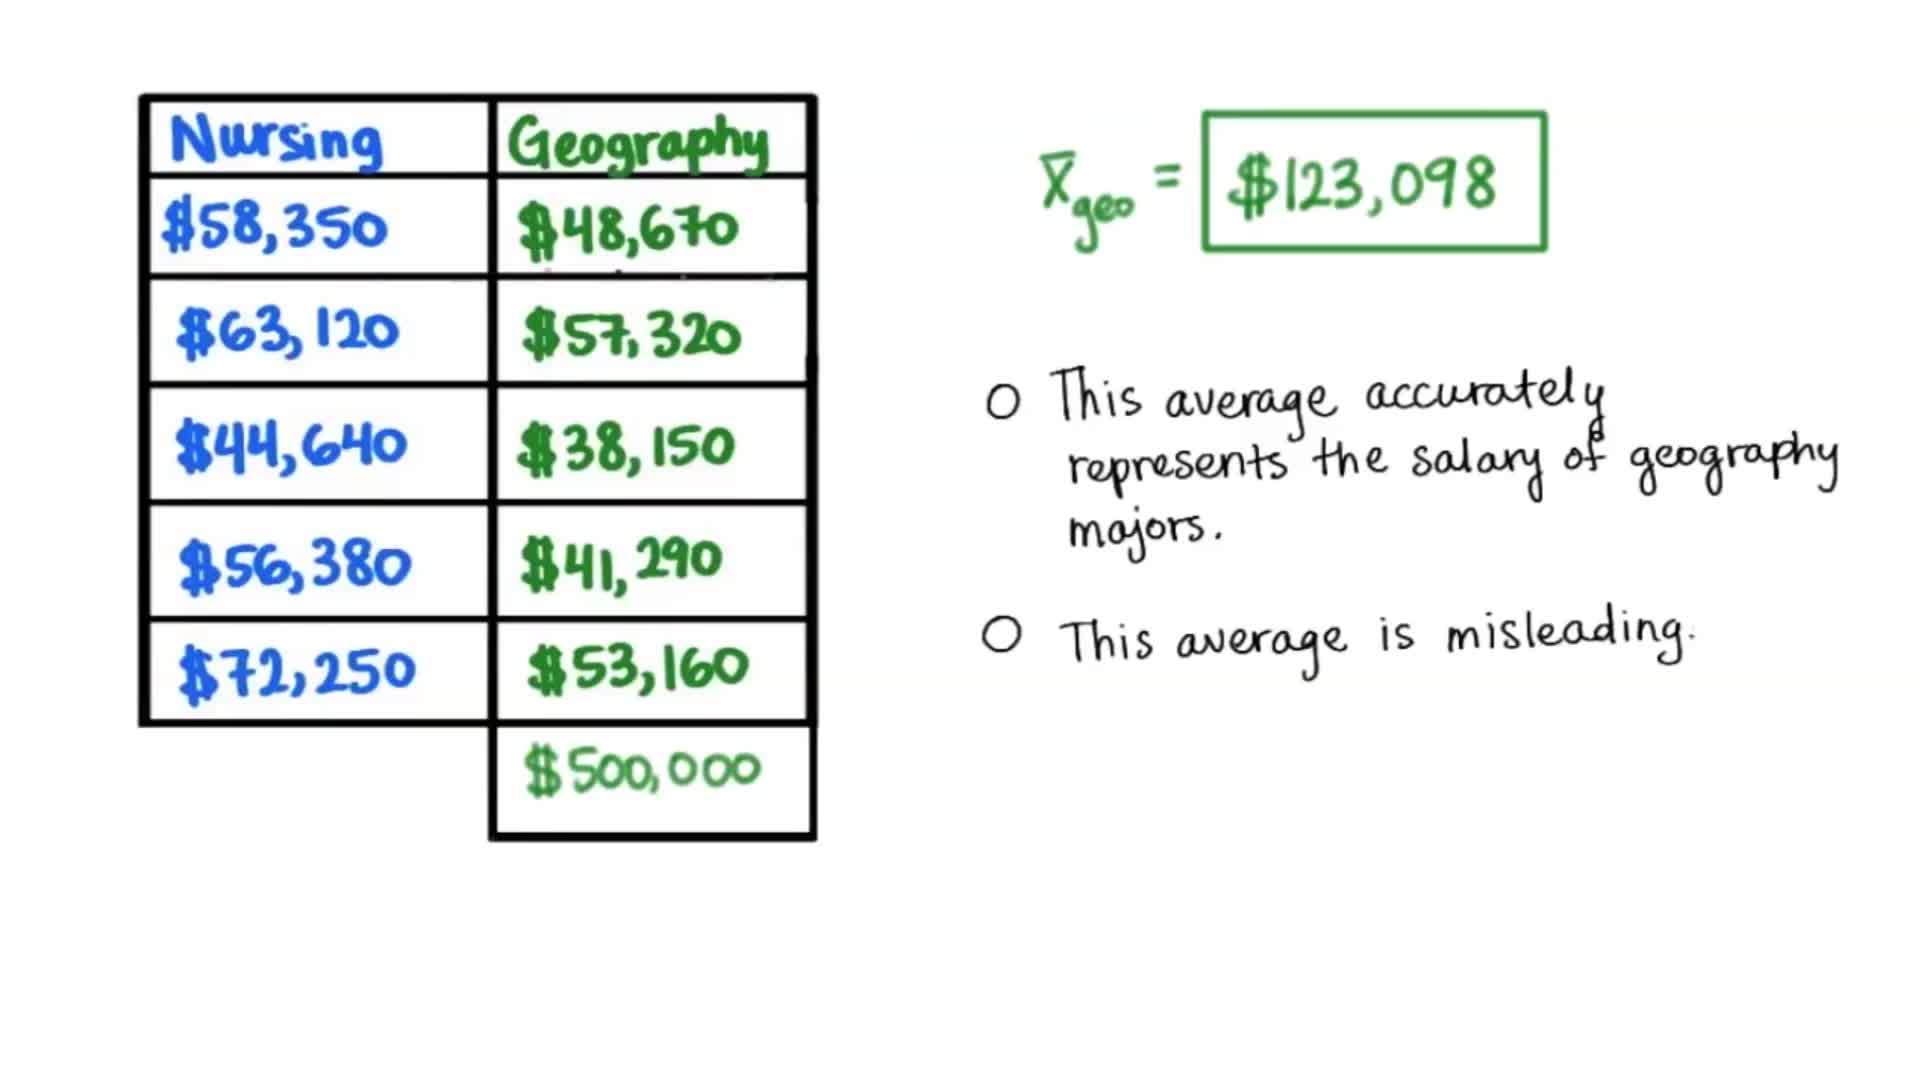 Nursing Geography
$58,350 $48,670
$63,120 $57,320
$44,640 $38,150
$56,380 $41,290
$72,250 $53,160
$500,000
x̄geo = $123,098
This average accurately
represents the salary of geography
majors.
This average is misleading.